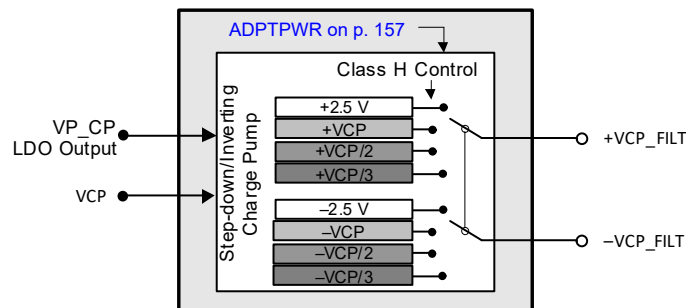 ADPTPWR on p. 157
Class H Control
Step-down/Inverting
Charge Pump
VP_CP
LDO Output
VCP
+2.5 V
+VCP
+VCP/2
+VCP/3
–2.5 V
–VCP
–VCP/2
–VCP/3
+VCP_FILT
–VCP_FILT